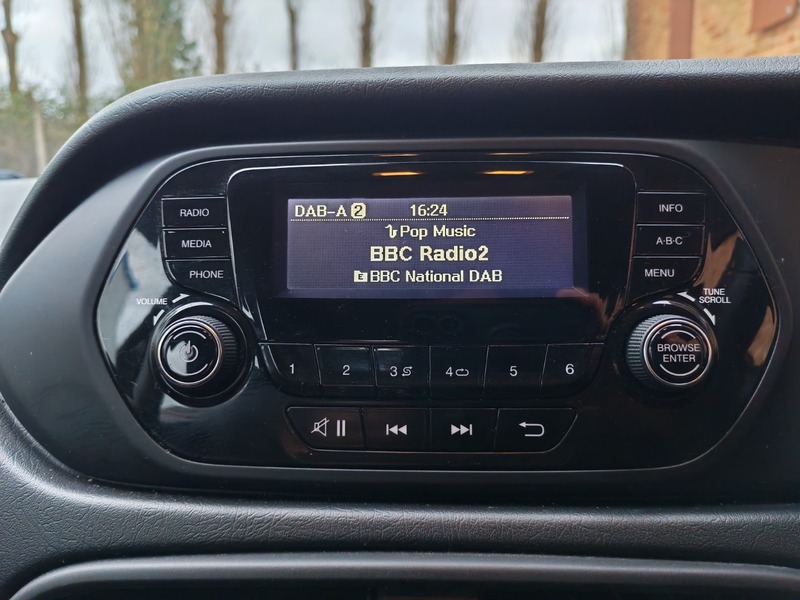 DAB-A 2 16:24
Pop Music
BBC Radio2
E BBC National DAB
RADIO
MEDIA
PHONE
INFO
A·B·C
MENU
VOLUME
TUNE
SCROLL
BROWSE
ENTER
1 2 3 4 5 6